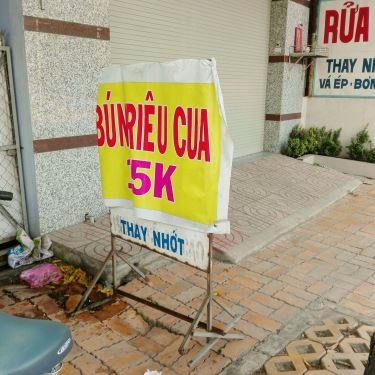 BÚN RIÊU CUA
5K
THAY NHỚT
RỬA
THAY NH
VÁ ÉP - BƠM